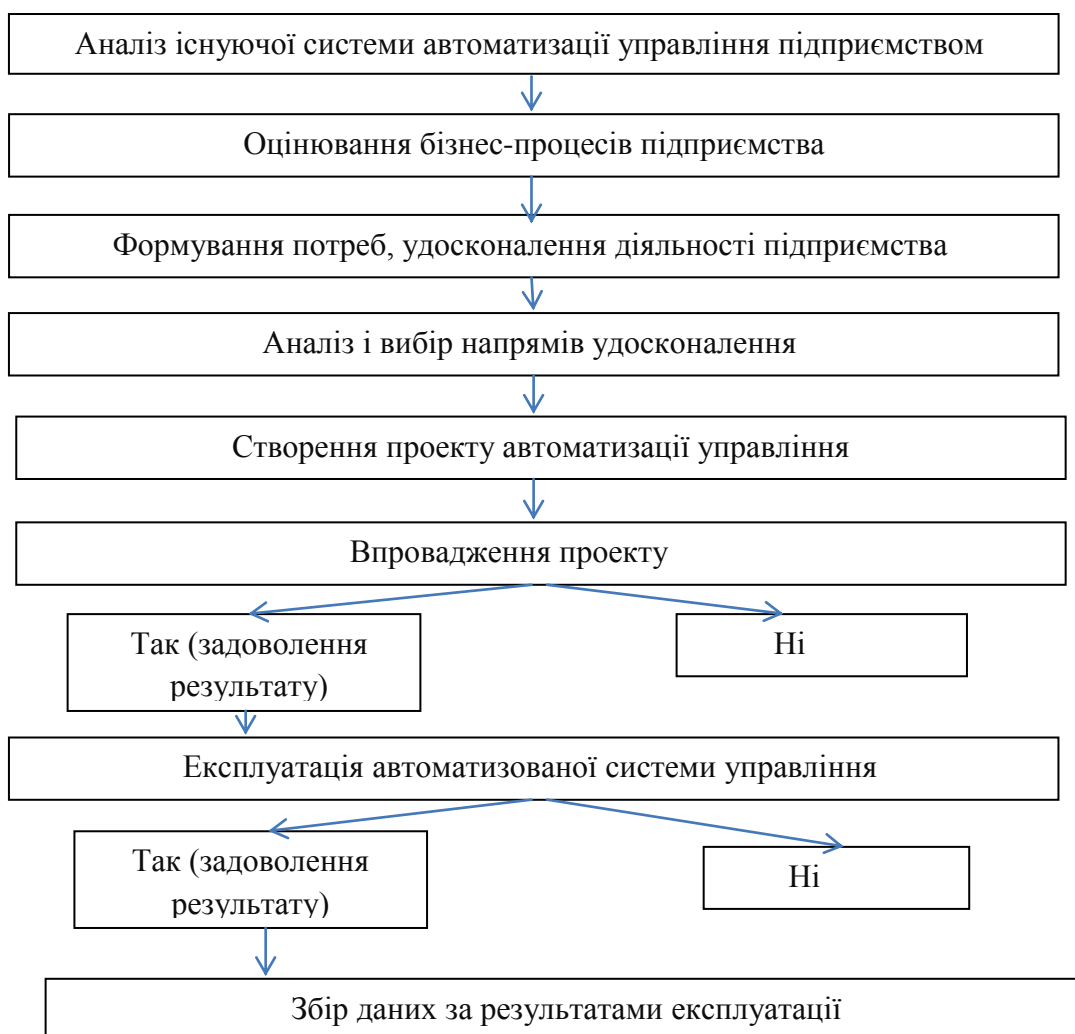 Аналіз існуючої системи автоматизації управління підприємством
Оцінювання бізнес-процесів підприємства
Формування потреб, удосконалення діяльності підприємства
Аналіз і вибір напрямів удосконалення
Створення проекту автоматизації управління
Впровадження проекту
Так (задоволення
результату)
Ні
Експлуатація автоматизованої системи управління
Так (задоволення
результату)
Ні
Збір даних за результатами експлуатації